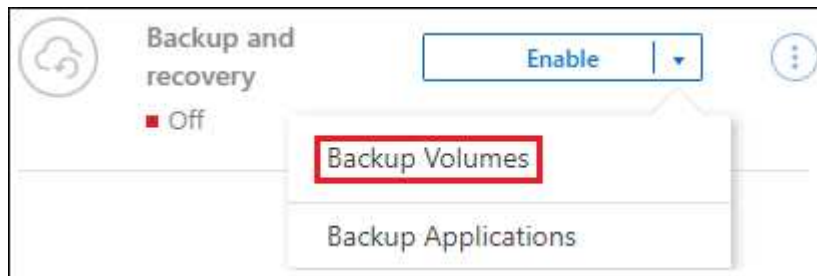 Backup and
recovery
Off
Enable
Backup Volumes
Backup Applications